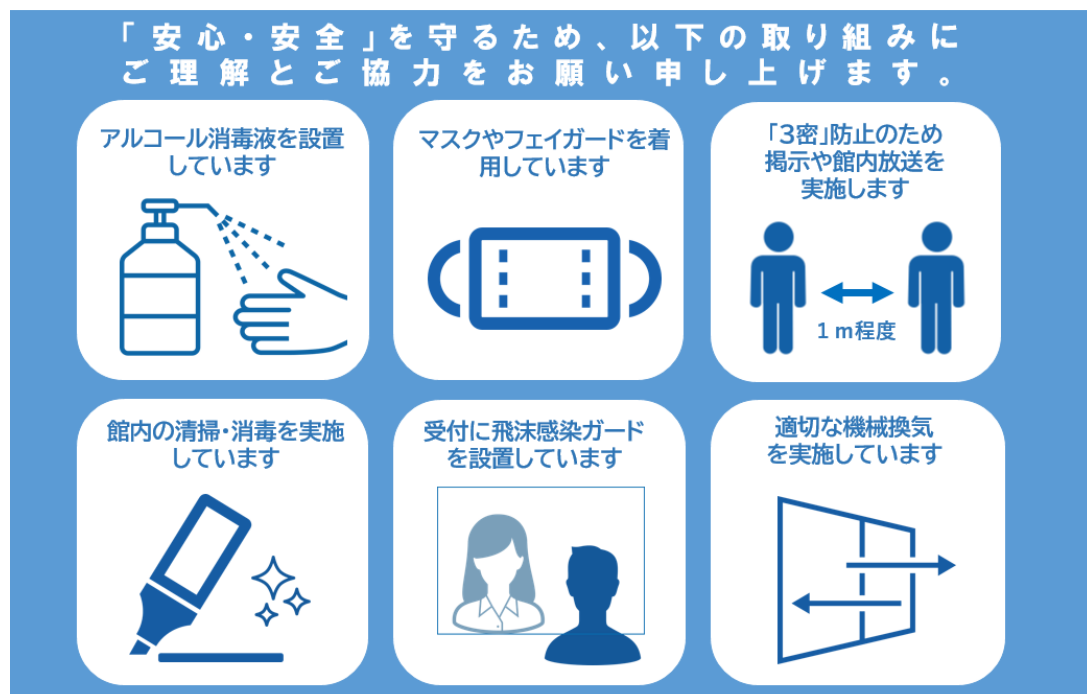 「安心・安全」を守るため、以下の取り組みに
ご理解とご協力をお願い申し上げます。
アルコール消毒液を設置
しています
マスクやフェイガードを着
用しています
「3密」防止のため
掲示や館内放送を
実施します
1m程度
館内の清掃・消毒を実施
しています
受付に飛沫感染ガード
を設置しています
適切な機械換気
を実施しています